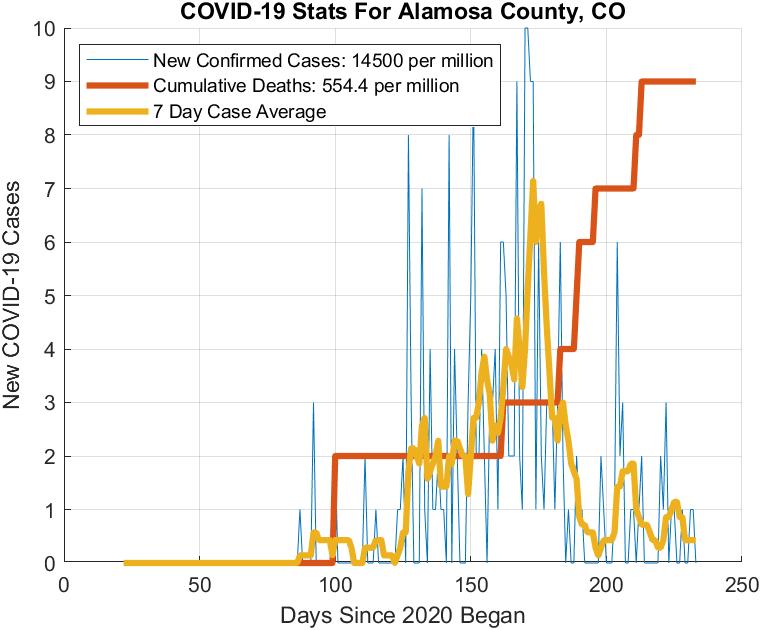 COVID-19 Stats For Alamosa County, CO
New Confirmed Cases: 14500 per million
Cumulative Deaths: 554.4 per million
7 Day Case Average
New COVID-19 Cases
10
9
8
7
6
5
4
3
2
1
0
0 50 100 150 200 250
Days Since 2020 Began